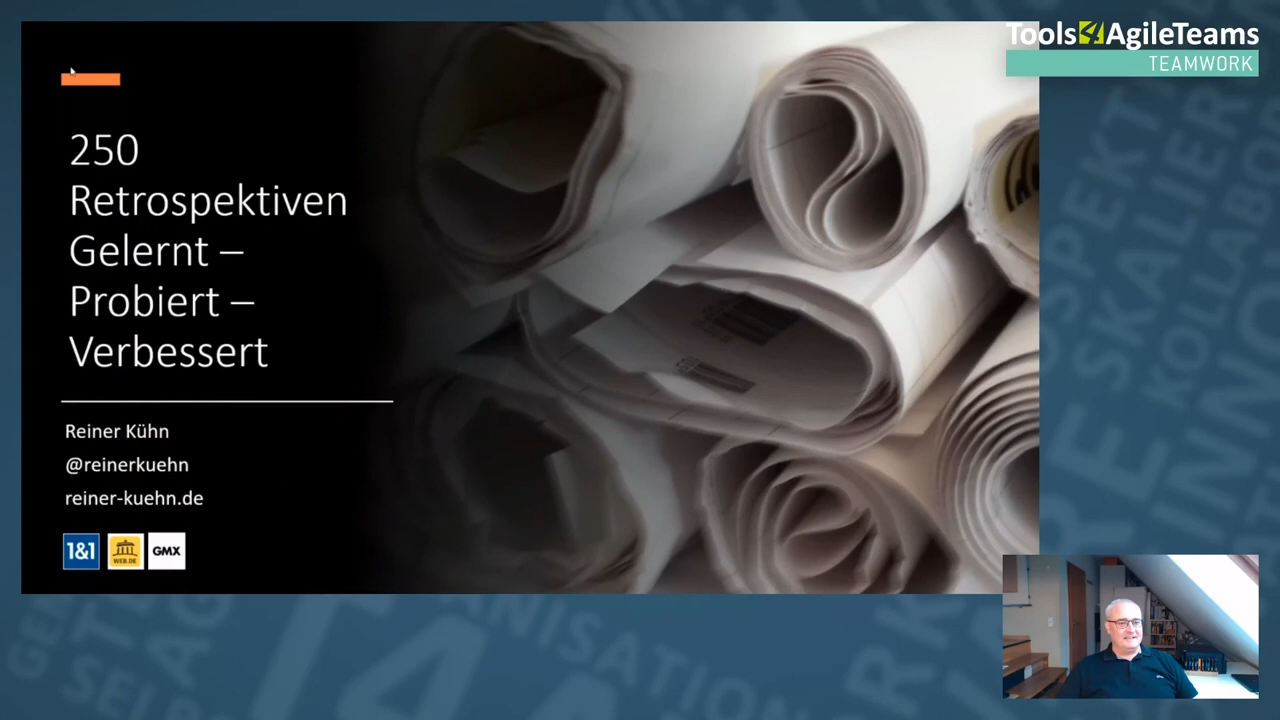 Tools4AgileTeams
TEAMWORK
250
Retrospektiven
Gelernt –
Probiert –
Verbessert
Reiner Kühn
@reinerkuehn
reiner-kuehn.de
1&1
WEB.DE
GMX